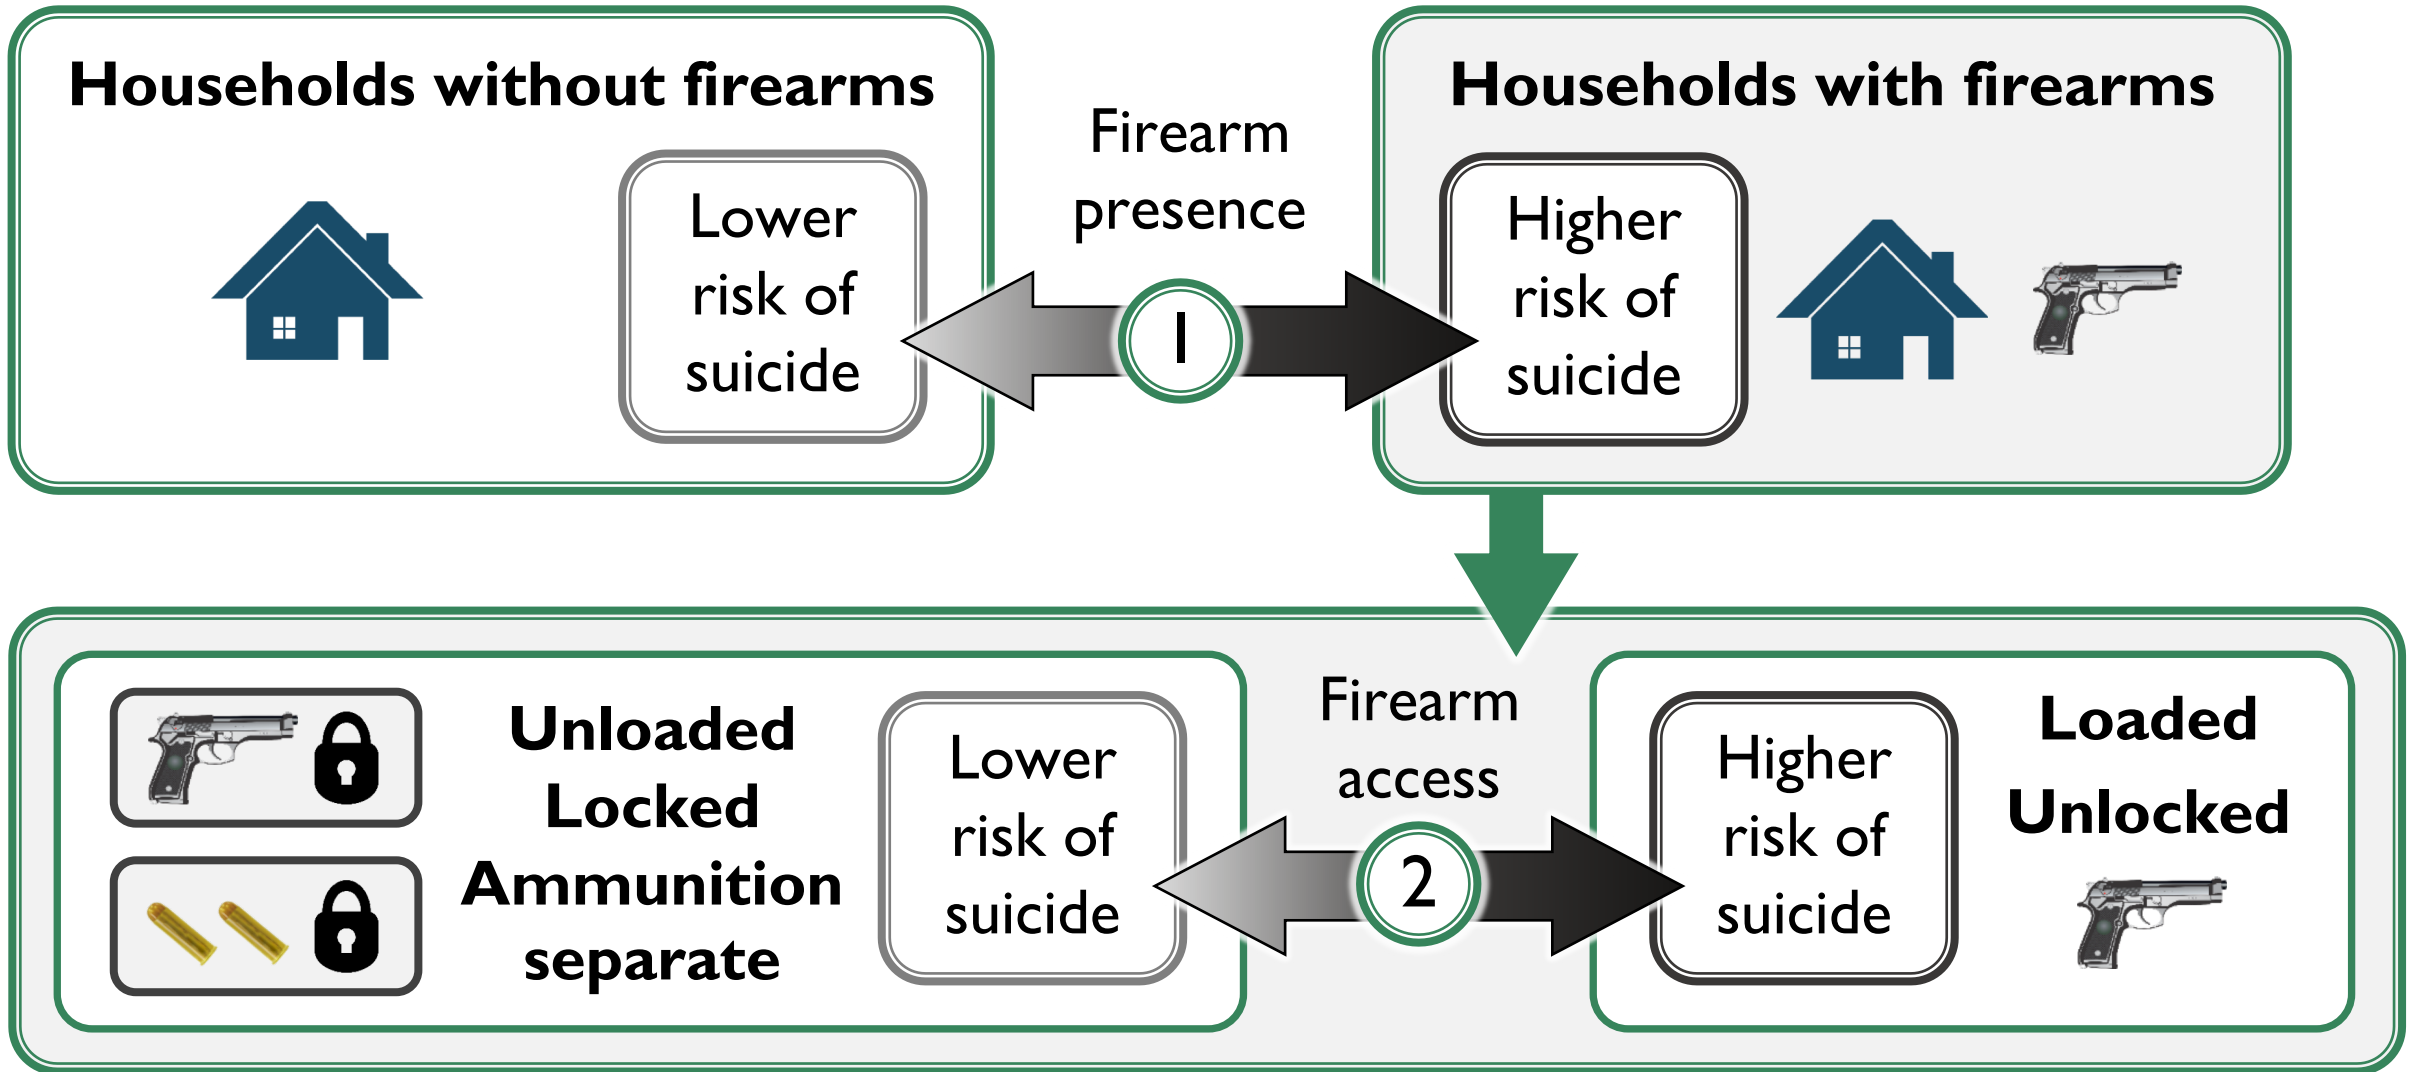 Households without firearms
Lower
risk of
suicide
Firearm
presence
1
Households with firearms
Higher
risk of
suicide
Unloaded
Locked
Ammunition
separate
Lower
risk of
suicide
Firearm
access
2
Higher
risk of
suicide
Loaded
Unlocked